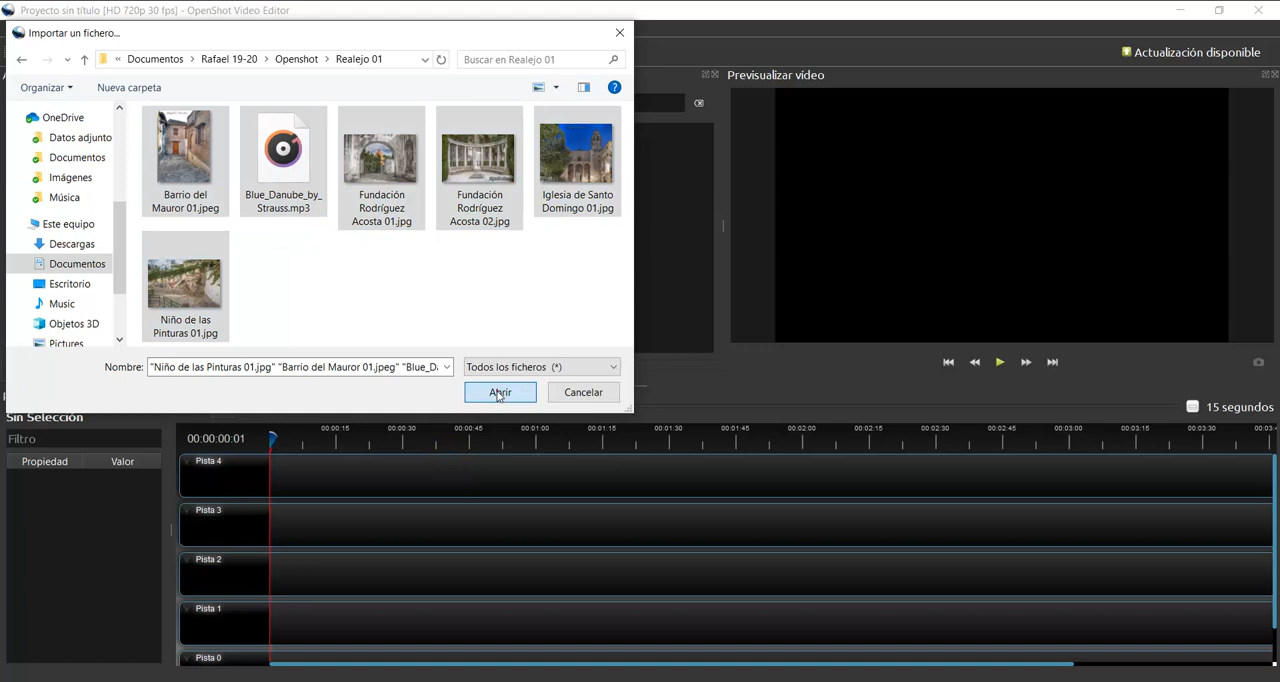 Proyecto sin título [HD 720p 30 fps] - OpenShot Video Editor
Importar un fichero...
« Documentos > Rafael 19-20 > Openshot > Realejo 01
Buscar en Realejo 01
Actualización disponible
Organizar
Nueva carpeta
Previsualizar vídeo
OneDrive
Datos adjunto
Documentos
Imágenes
Música
Este equipo
Descargas
Documentos
Escritorio
Music
Objetos 3D
Pictures
Barrio del
Mauror 01.jpeg
Blue_Danube_by_
Strauss.mp3
Fundación
Rodríguez
Acosta 01.jpg
Fundación
Rodríguez
Acosta 02.jpg
Iglesia de Santo
Domingo 01.jpg
Niño de las
Pinturas 01.jpg
Nombre:
"Niño de las Pinturas 01.jpg" "Barrio del Mauror 01.jpeg" "Blue_D
Todos los ficheros (*)
Abrir
Cancelar
Sin Selección
15 segundos
Filtro
Propiedad
Valor
00:00:00:01
00:00:15
00:00:30
00:00:45
00:01:00
00:01:15
00:01:30
00:01:45
00:02:00
00:02:15
00:02:30
00:02:45
00:03:00
00:03:15
00:03:30
00:03:4
Pista 4
Pista 3
Pista 2
Pista 1
Pista 0